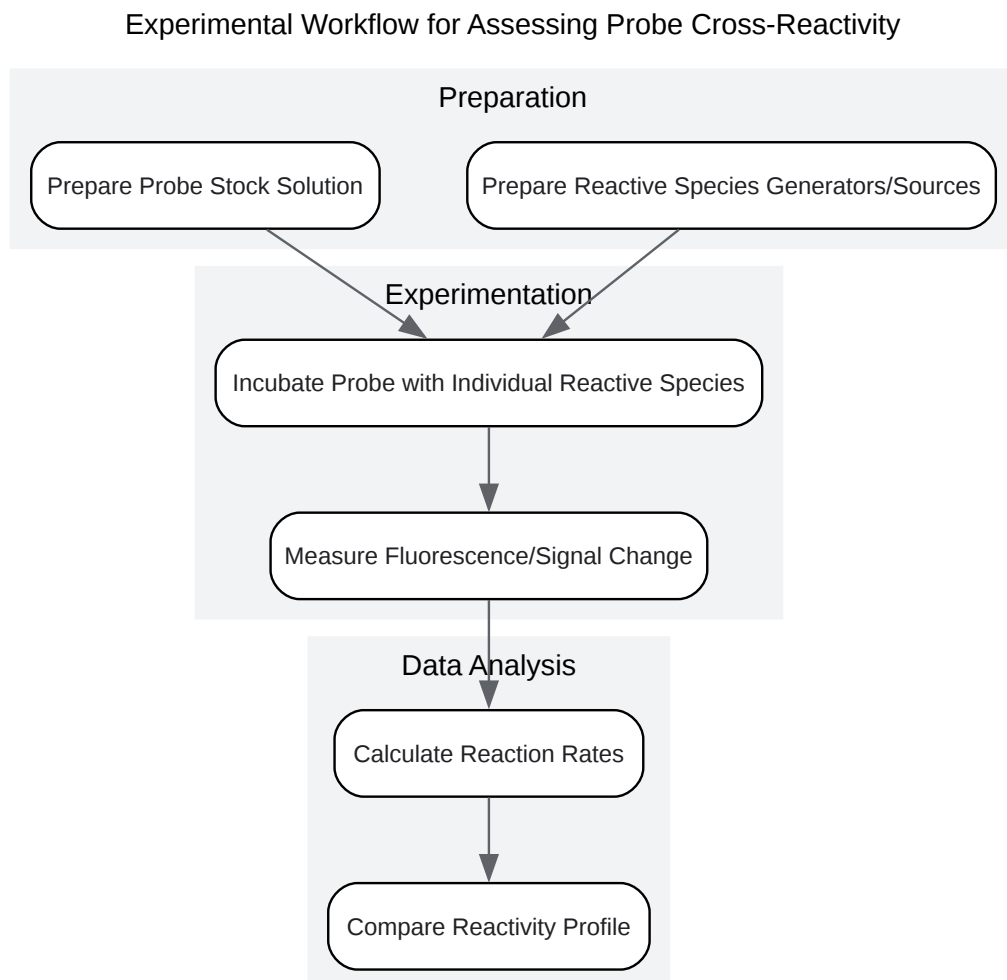 Experimental Workflow for Assessing Probe Cross-Reactivity
Preparation
Prepare Probe Stock Solution
Prepare Reactive Species Generators/Sources
Experimentation
Incubate Probe with Individual Reactive Species
Measure Fluorescence/Signal Change
Data Analysis
Calculate Reaction Rates
Compare Reactivity Profile